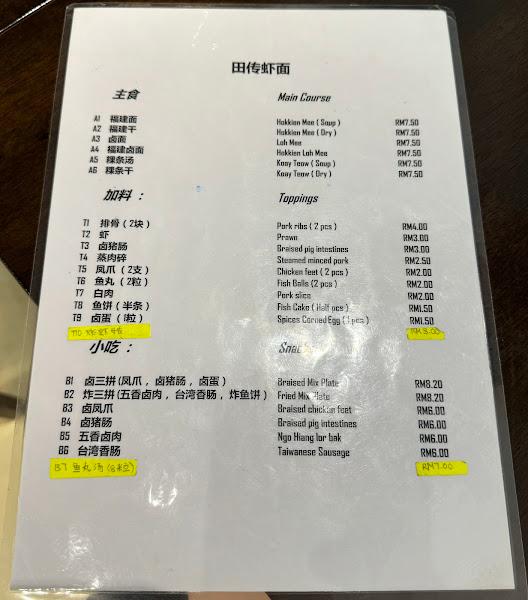 田传虾面
主食 Main Course
A1 福建面 Hokkien Mee ( Soup ) RM7.50
A2 福建干 Hokkien Mee ( Dry ) RM7.50
A3 卤面 Loh Mee RM7.50
A4 福建卤面 Hokkien Loh Mee RM7.50
A5 粿条汤 Koay Teow ( Soup ) RM7.50
A6 粿条干 Koay Teow ( Dry ) RM7.50
加料 : Toppings
T1 排骨 ( 2块 ) Pork ribs ( 2 pcs ) RM4.00
T2 虾 Prawn RM3.00
T3 卤猪肠 Braised pig intestines RM3.00
T4 蒸肉碎 Steamed minced pork RM2.50
T5 凤爪 ( 2支 ) Chicken feet ( 2 pcs ) RM2.00
T6 鱼丸 ( 2粒 ) Fish Balls (2 pcs ) RM2.00
T7 白肉 Pork slice RM2.00
T8 鱼饼 ( 半条 ) Fish Cake ( Half pcs ) RM1.50
T9 卤蛋 ( 1粒 ) Spices Corned Egg ( 1 pcs ) RM1.50
T10 RM3.00
小吃 : Snacks
B1 卤三拼(凤爪 , 卤猪肠 , 卤蛋 ) Braised Mix Plate RM8.20
B2 炸三拼(五香卤肉 , 台湾香肠 , 炸鱼饼 ) Fried Mix Plate RM8.20
B3 卤凤爪 Braised chicken feet RM6.00
B4 卤猪肠 Braised pig intestines RM6.00
B5 五香卤肉 Ngo Hiang lor bak RM6.00
B6 台湾香肠 Taiwanese Sausage RM6.00
B7 鱼丸汤 (8粒) RM7.00